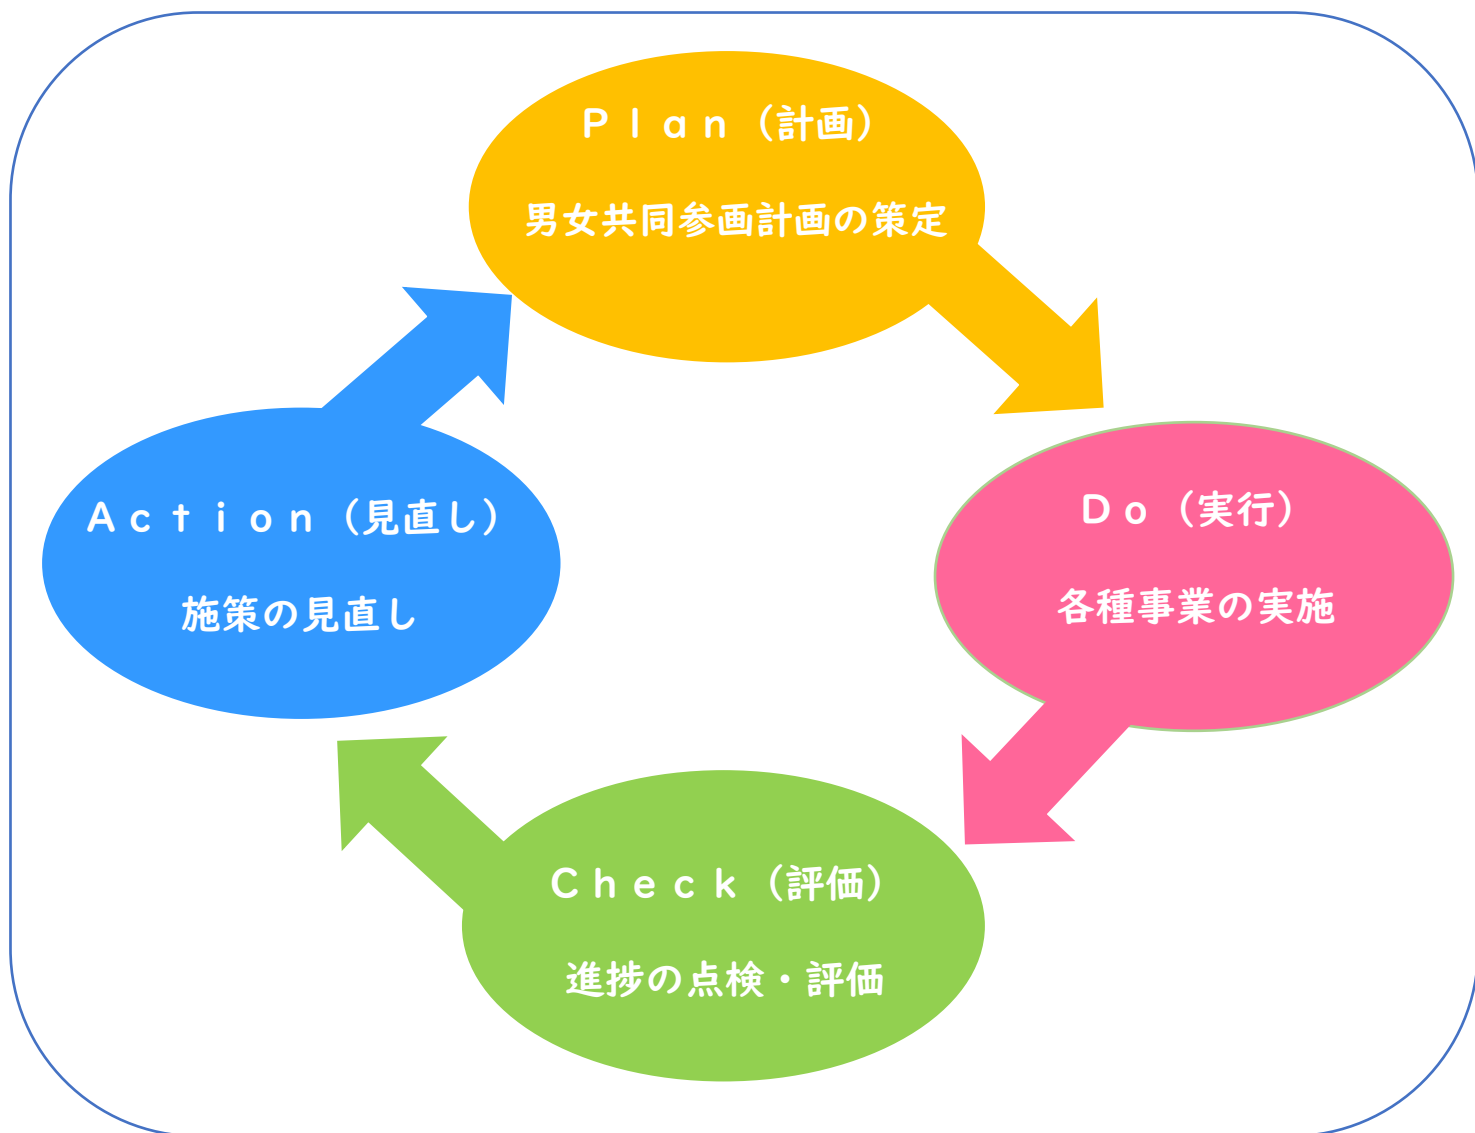 Ｐｌａｎ（計画）
男女共同参画計画の策定
Ｄｏ（実行）
各種事業の実施
Ｃｈｅｃｋ（評価）
進捗の点検・評価
Ａｃｔｉｏｎ（見直し）
施策の見直し